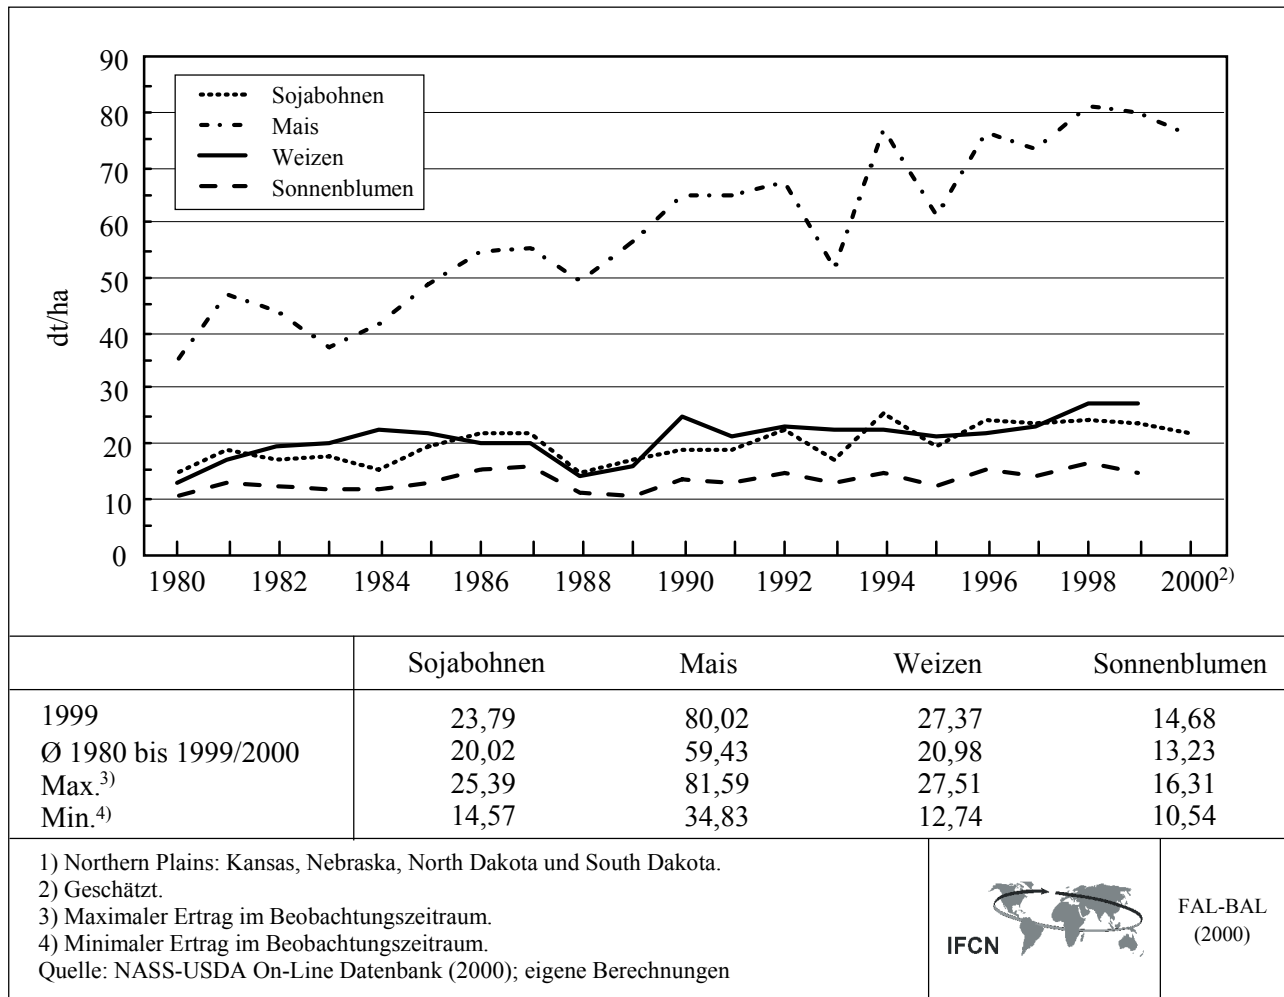 90
80
70
60
50
40
30
20
10
0
dt/ha
Sojabohnen
Mais
Weizen
Sonnenblumen
1980 1982 1984 1986 1988 1990 1992 1994 1996 1998 2000²⁾
Sojabohnen Mais Weizen Sonnenblumen
1999 23,79 80,02 27,37 14,68
Ø 1980 bis 1999/2000 20,02 59,43 20,98 13,23
Max.³⁾ 25,39 81,59 27,51 16,31
Min.⁴⁾ 14,57 34,83 12,74 10,54
1) Northern Plains: Kansas, Nebraska, North Dakota und South Dakota.
2) Geschätzt.
3) Maximaler Ertrag im Beobachtungszeitraum.
4) Minimaler Ertrag im Beobachtungszeitraum.
Quelle: NASS-USDA On-Line Datenbank (2000); eigene Berechnungen
IFCN
FAL-BAL
(2000)